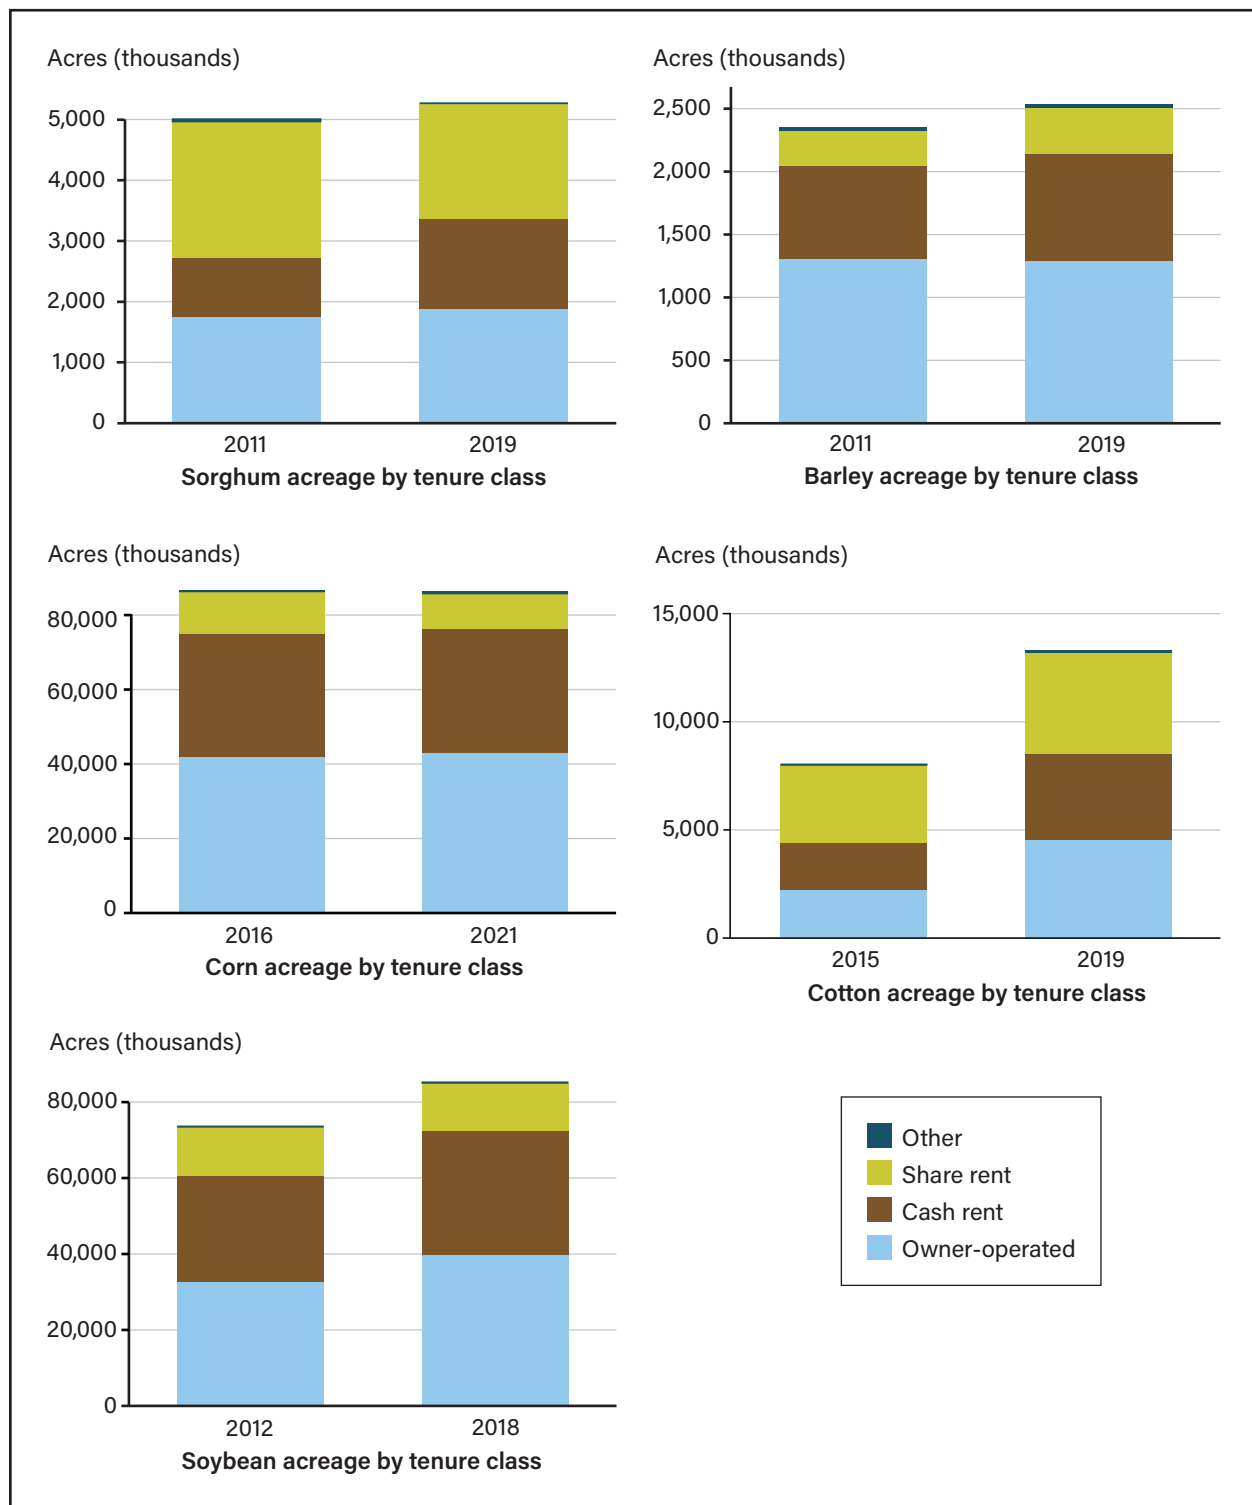 Acres (thousands)
5,000
4,000
3,000
2,000
1,000
0
2011
2019
Sorghum acreage by tenure class
Acres (thousands)
2,500
2,000
1,500
1,000
500
0
2011
2019
Barley acreage by tenure class
Acres (thousands)
80,000
60,000
40,000
20,000
0
2016
2021
Corn acreage by tenure class
Acres (thousands)
15,000
10,000
5,000
0
2015
2019
Cotton acreage by tenure class
Acres (thousands)
80,000
60,000
40,000
20,000
0
2012
2018
Soybean acreage by tenure class
Other
Share rent
Cash rent
Owner-operated